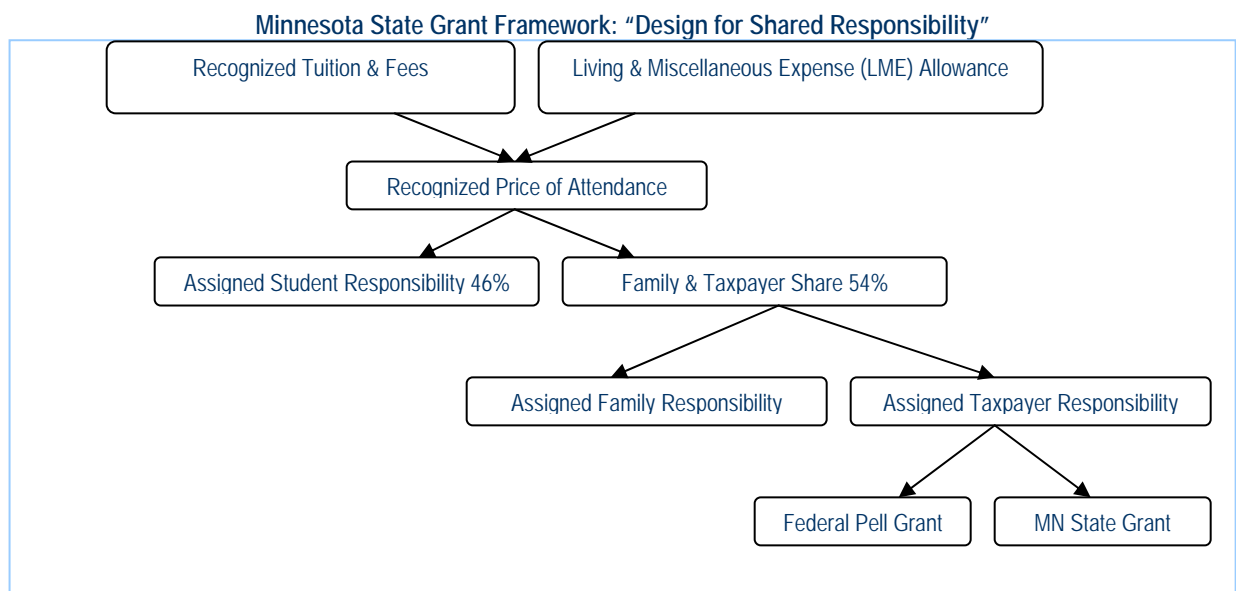 Minnesota State Grant Framework: “Design for Shared Responsibility”
Recognized Tuition & Fees
Living & Miscellaneous Expense (LME) Allowance
Recognized Price of Attendance
Assigned Student Responsibility 46%
Family & Taxpayer Share 54%
Assigned Family Responsibility
Assigned Taxpayer Responsibility
Federal Pell Grant
MN State Grant